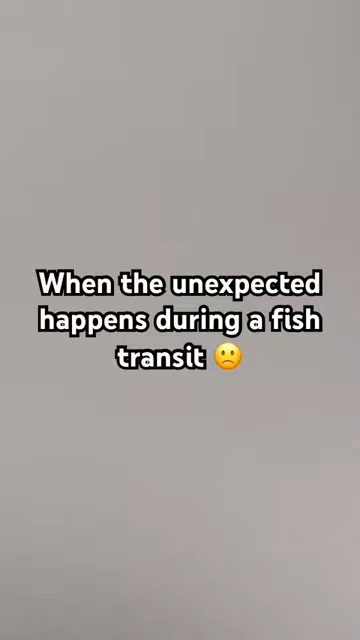 When the unexpected
happens during a fish
transit 🙁